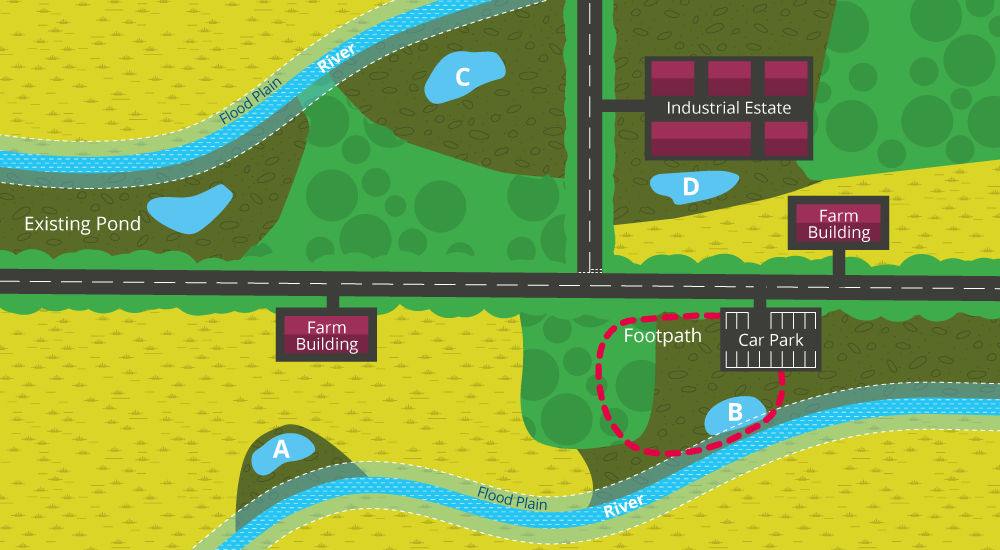 River
C
Flood Plain
Industrial Estate
D
Existing Pond
Farm
Building
Farm
Building
Footpath
Car Park
B
A
Flood Plain
River